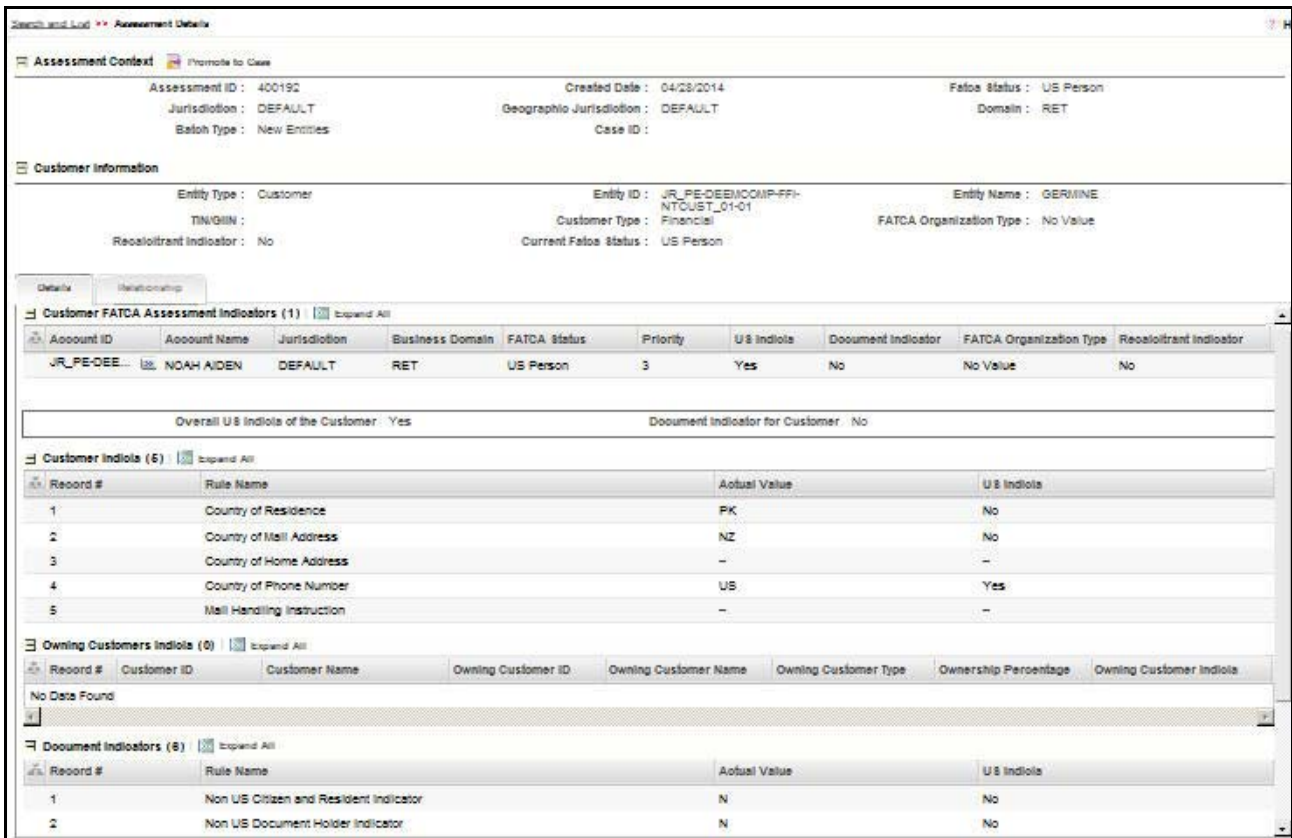 Search and List >> Assessment Details ? H
Assessment Context Promote to Case
Assessment ID : 400192 Created Date : 04/28/2014 Fatca Status : US Person
Jurisdiction : DEFAULT Geographic Jurisdiction : DEFAULT Domain : RET
Batch Type : New Entities Case ID :
Customer Information
Entity Type : Customer Entity ID : JR_PE-DEEMCOMP-FFI- Entity Name : GERMINE
NTCUST_01-01
TIN/GIIN : Customer Type : Financial FATCA Organization Type : No Value
Recalcitrant Indicator : No Current Fatca Status : US Person
Details Relationship
Customer FATCA Assessment Indicators (1) Expand All
Account ID Account Name Jurisdiction Business Domain FATCA Status Priority US Indicia Document Indicator FATCA Organization Type Recalcitrant Indicator
JR_PE-DEE... NOAH AIDEN DEFAULT RET US Person 3 Yes No No Value No
Overall US Indicia of the Customer Yes Document Indicator for Customer No
Customer Indicia (5) Expand All
Record # Rule Name Actual Value US Indicia
1 Country of Residence PK No
2 Country of Mail Address NZ No
3 Country of Home Address -- --
4 Country of Phone Number US Yes
5 Mail Handling Instruction -- --
Owning Customers Indicia (0) Expand All
Record # Customer ID Customer Name Owning Customer ID Owning Customer Name Owning Customer Type Ownership Percentage Owning Customer Indicia
No Data Found
Document Indicators (6) Expand All
Record # Rule Name Actual Value US Indicia
1 Non US Citizen and Resident Indicator N No
2 Non US Document Holder Indicator N No